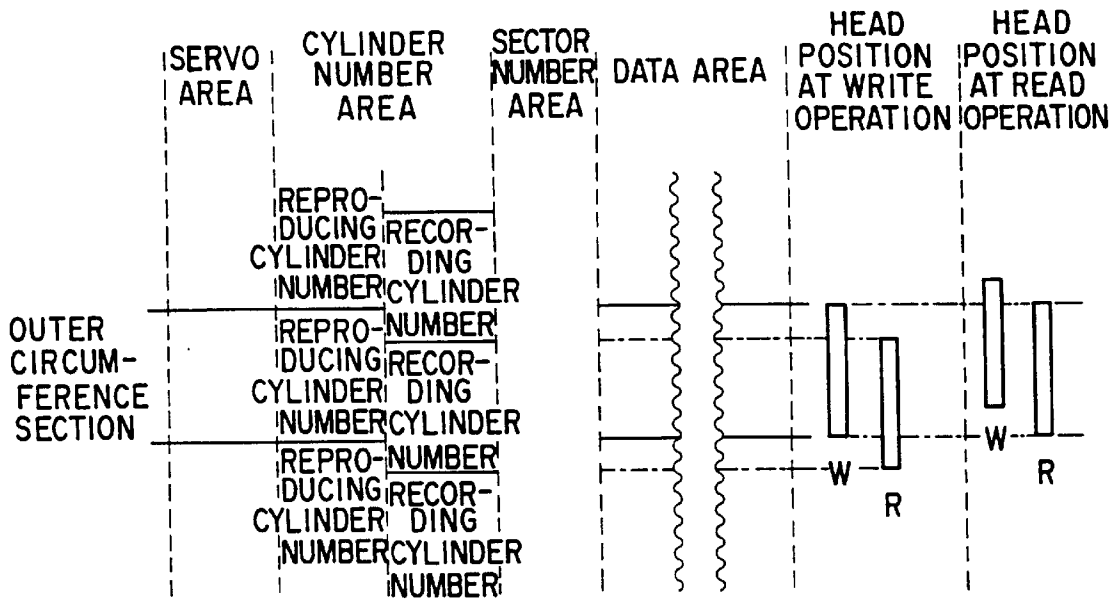 SERVO
AREA
CYLINDER
NUMBER
AREA
SECTOR
NUMBER
AREA
DATA AREA
HEAD
POSITION
AT WRITE
OPERATION
HEAD
POSITION
AT READ
OPERATION
REPRO-
DUCING
CYLINDER
NUMBER
RECOR-
DING
CYLINDER
NUMBER
OUTER
CIRCUM-
FERENCE
SECTION
REPRO-
DUCING
CYLINDER
NUMBER
RECOR-
DING
CYLINDER
NUMBER
REPRO-
DUCING
CYLINDER
NUMBER
RECOR-
DING
CYLINDER
NUMBER
W
R
W
R